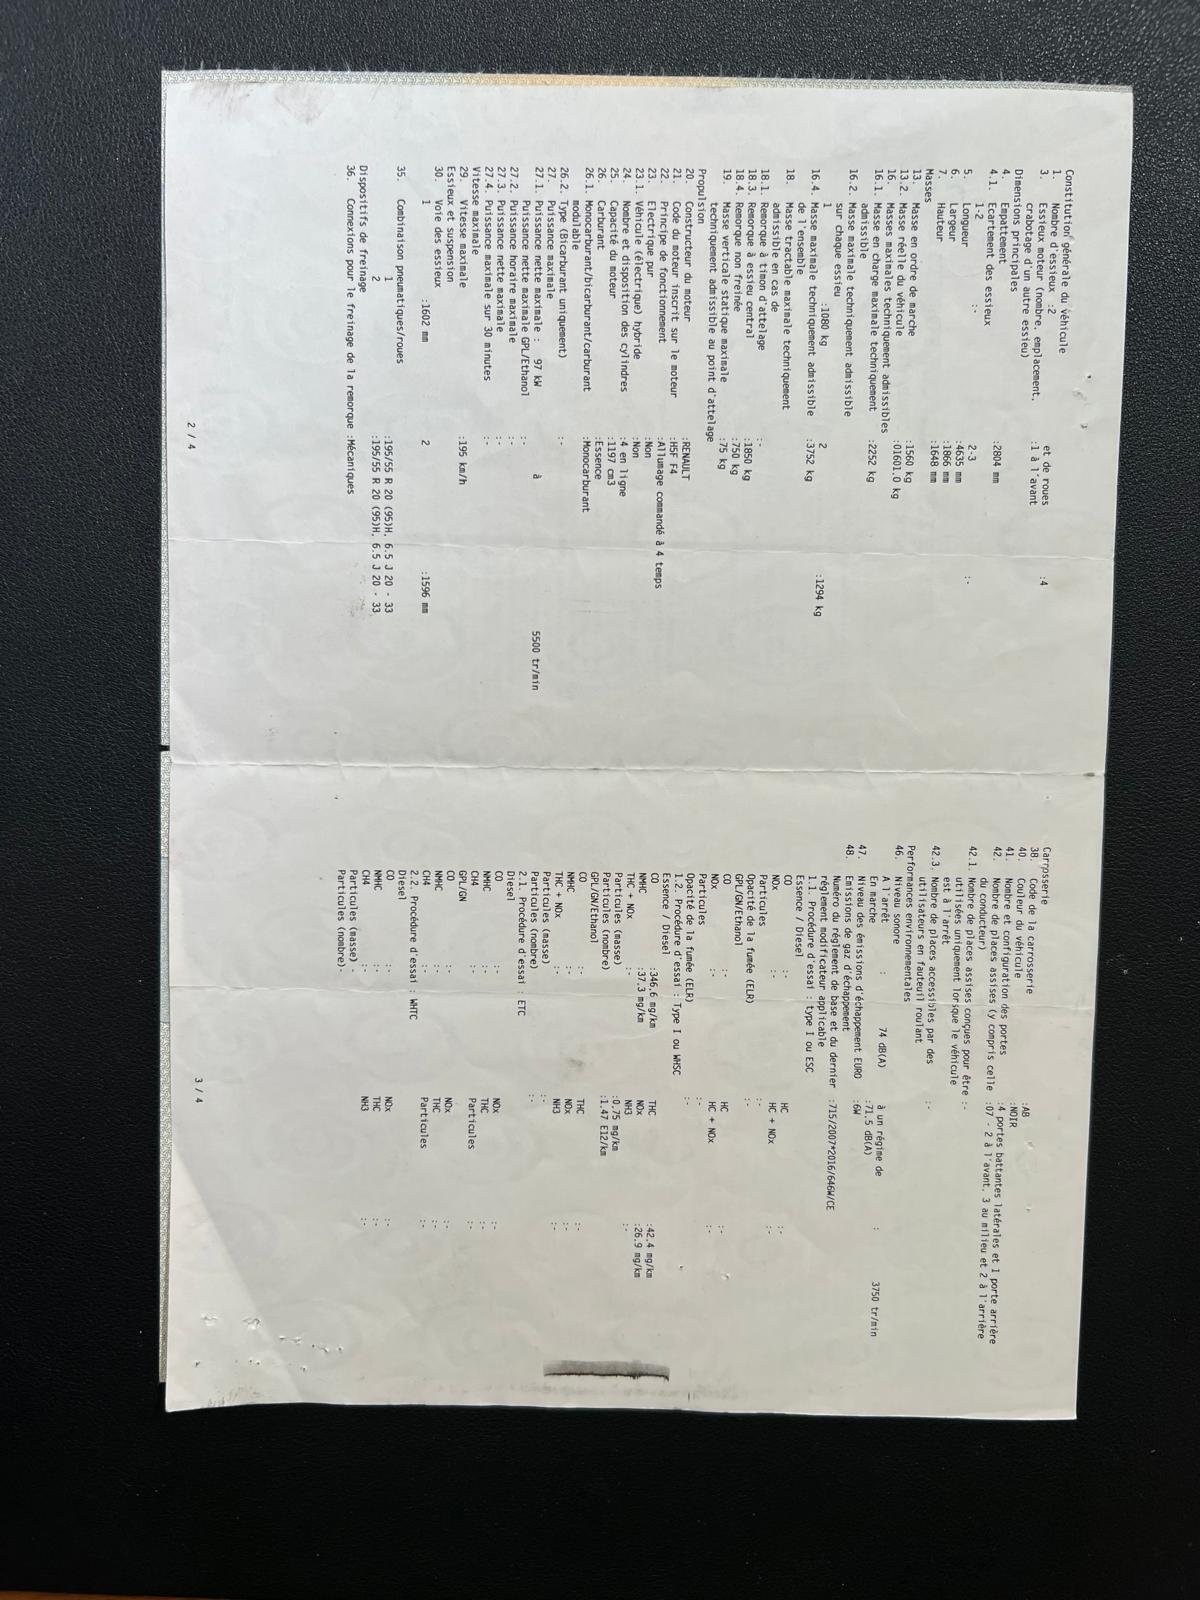 Constitution générale du véhicule
1. Nombre d'essieux :2 et de roues :4
3. Essieux moteur (nombre, emplacement, :1 à l'avant
crabotage d'un autre essieu)
Dimensions principales
4. Empattement :2804 mm
4.1. Ecartement des essieux
1-2 :- 2-3 :-
5. Longueur :4635 mm
6. Largeur :1866 mm
7. Hauteur :1648 mm
Masses
13. Masse en ordre de marche :1560 kg
13.2. Masse réelle du véhicule :01601.0 kg
16. Masses maximales techniquement admissibles
16.1. Masse en charge maximale techniquement :2252 kg
admissible
16.2. Masse maximale techniquement admissible
sur chaque essieu
1 :1080 kg 2 :1294 kg
16.4. Masse maximale techniquement admissible :3752 kg
de l'ensemble
18. Masse tractable maximale techniquement
admissible en cas de
18.1. Remorque à timon d'attelage :-
18.3. Remorque à essieu central :1850 kg
18.4. Remorque non freinée :750 kg
19. Masse verticale statique maximale :75 kg
techniquement admissible au point d'attelage
Propulsion
20. Constructeur du moteur :RENAULT
21. Code du moteur inscrit sur le moteur :H5F F4
22. Principe de fonctionnement :Allumage commandé à 4 temps
23. Electrique pur :Non
23.1. Véhicule (électrique) hybride :Non
24. Nombre et disposition des cylindres :4 en ligne
25. Capacité du moteur :1197 cm3
26. Carburant :Essence
26.1. Monocarburant/bicarburant/carburant :Monocarburant
modulable
26.2. Type (Bicarburant uniquement) :-
27. Puissance maximale
27.1. Puissance nette maximale : 97 kW à 5500 tr/min
Puissance nette maximale GPL/Ethanol :-
27.2. Puissance horaire maximale :-
27.3. Puissance nette maximale :-
27.4. Puissance maximale sur 30 minutes :-
Vitesse maximale
29. Vitesse maximale :195 km/h
Essieux et suspension
30. Voie des essieux
1 :1602 mm 2 :1596 mm
35. Combinaison pneumatiques/roues
1 :195/55 R 20 (95)H. 6.5 J 20 - 33
2 :195/55 R 20 (95)H. 6.5 J 20 - 33
Dispositifs de freinage
36. Connexions pour le freinage de la remorque :Mécaniques
2 / 4
Carrosserie
38. Code de la carrosserie :AB
40. Couleur du véhicule :NOIR
41. Nombre et configuration des portes :4 portes battantes latérales et 1 porte arrière
42. Nombre de places assises (y compris celle :07 - 2 à l'avant, 3 au milieu et 2 à l'arrière
du conducteur)
42.1. Nombre de places assises conçues pour être :-
utilisées uniquement lorsque le véhicule
est à l'arrêt
42.3. Nombre de places accessibles par des :-
utilisateurs en fauteuil roulant
Performances environnementales
46. Niveau sonore
A l'arrêt : 74 dB(A) à un régime de : 3750 tr/min
En marche :71.5 dB(A)
47. Niveau des émissions d'échappement EURO :6W
48. Emissions de gaz d'échappement
Numéro du règlement de base et du dernier :715/2007*2016/646W/CE
règlement modificateur applicable
1.1. Procédure d'essai : type I ou ESC
Essence / Diesel
CO :- HC :-
NOx :- HC + NOx :-
Particules :-
Opacité de la fumée (ELR) :-
GPL/GN/Ethanol
CO :- HC :-
NOx :- HC + NOx :-
Particules :-
Opacité de la fumée (ELR) :-
1.2. Procédure d'essai : Type I ou WHSC
Essence / Diesel
CO :346.6 mg/km THC :42.4 mg/km
NMHC :37.3 mg/km NOx :26.9 mg/km
THC + NOx :- NH3 :-
Particules (masse) :0.75 mg/km
Particules (nombre) :1.47 E12/km
GPL/GN/Ethanol
CO :- THC :-
NMHC :- NOx :-
THC + NOx :- NH3 :-
Particules (masse) :-
Particules (nombre) :-
2.1. Procédure d'essai : ETC
Diesel
CO :- NOx :-
NMHC :- THC :-
CH4 :- Particules :-
GPL/GN
CO :- NOx :-
NMHC :- THC :-
CH4 :- Particules :-
2.2. Procédure d'essai : WHTC
Diesel
CO :- NOx :-
NMHC :- THC :-
CH4 :- NH3 :-
Particules (masse) :-
Particules (nombre):-
3 / 4